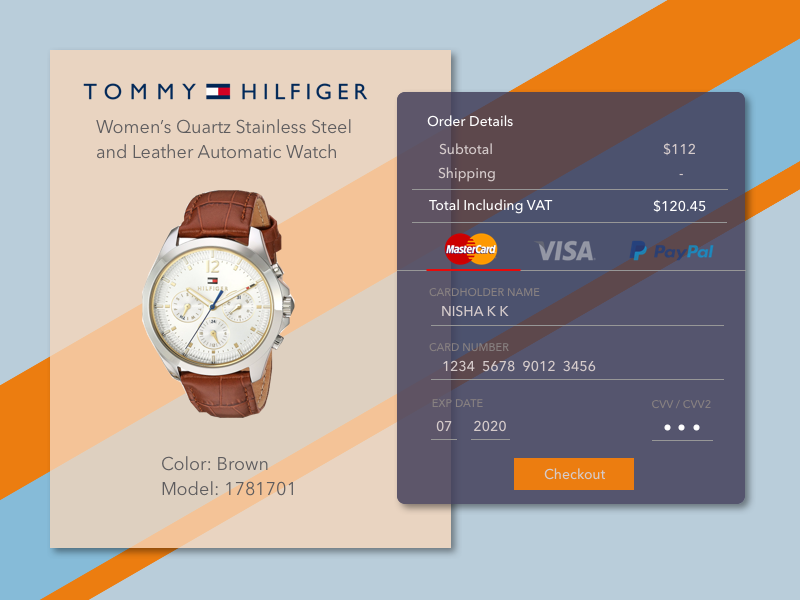 TOMMY HILFIGER
Women's Quartz Stainless Steel
and Leather Automatic Watch
12
HILFIGER
Color: Brown
Model: 1781701
Order Details
Subtotal $112
Shipping -
Total Including VAT $120.45
MasterCard VISA PayPal
CARDHOLDER NAME
NISHA K K
CARD NUMBER
1234 5678 9012 3456
EXP DATE CVV / CVV2
07 2020 •••
Checkout